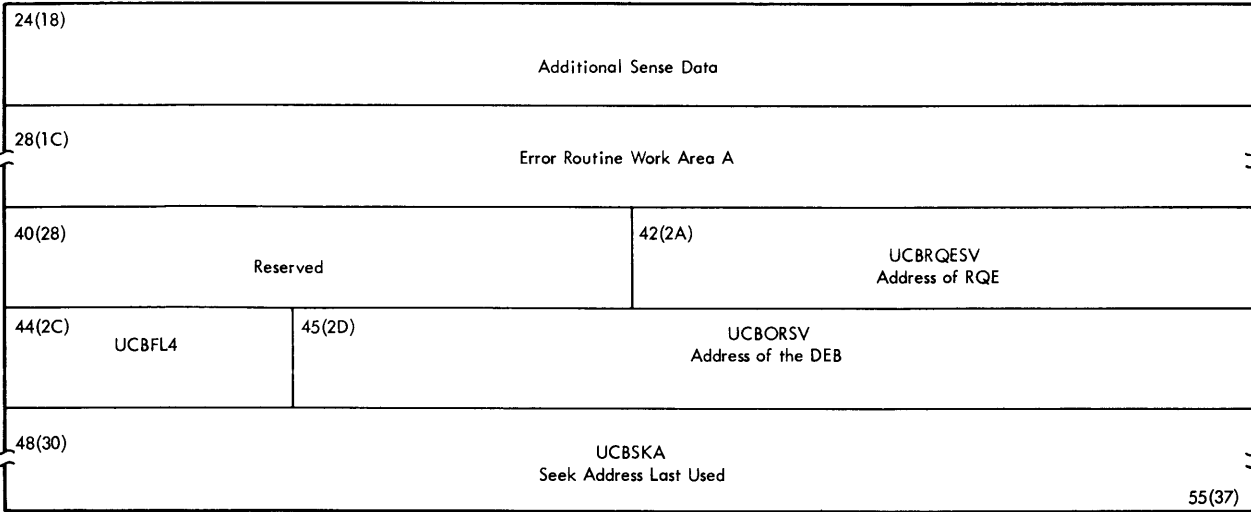 24(18)
Additional Sense Data
28(1C)
Error Routine Work Area A
40(28)
Reserved
42(2A)
UCBRQESV
Address of RQE
44(2C)
UCBFL4
45(2D)
UCBORSV
Address of the DEB
48(30)
UCBSKA
Seek Address Last Used
55(37)